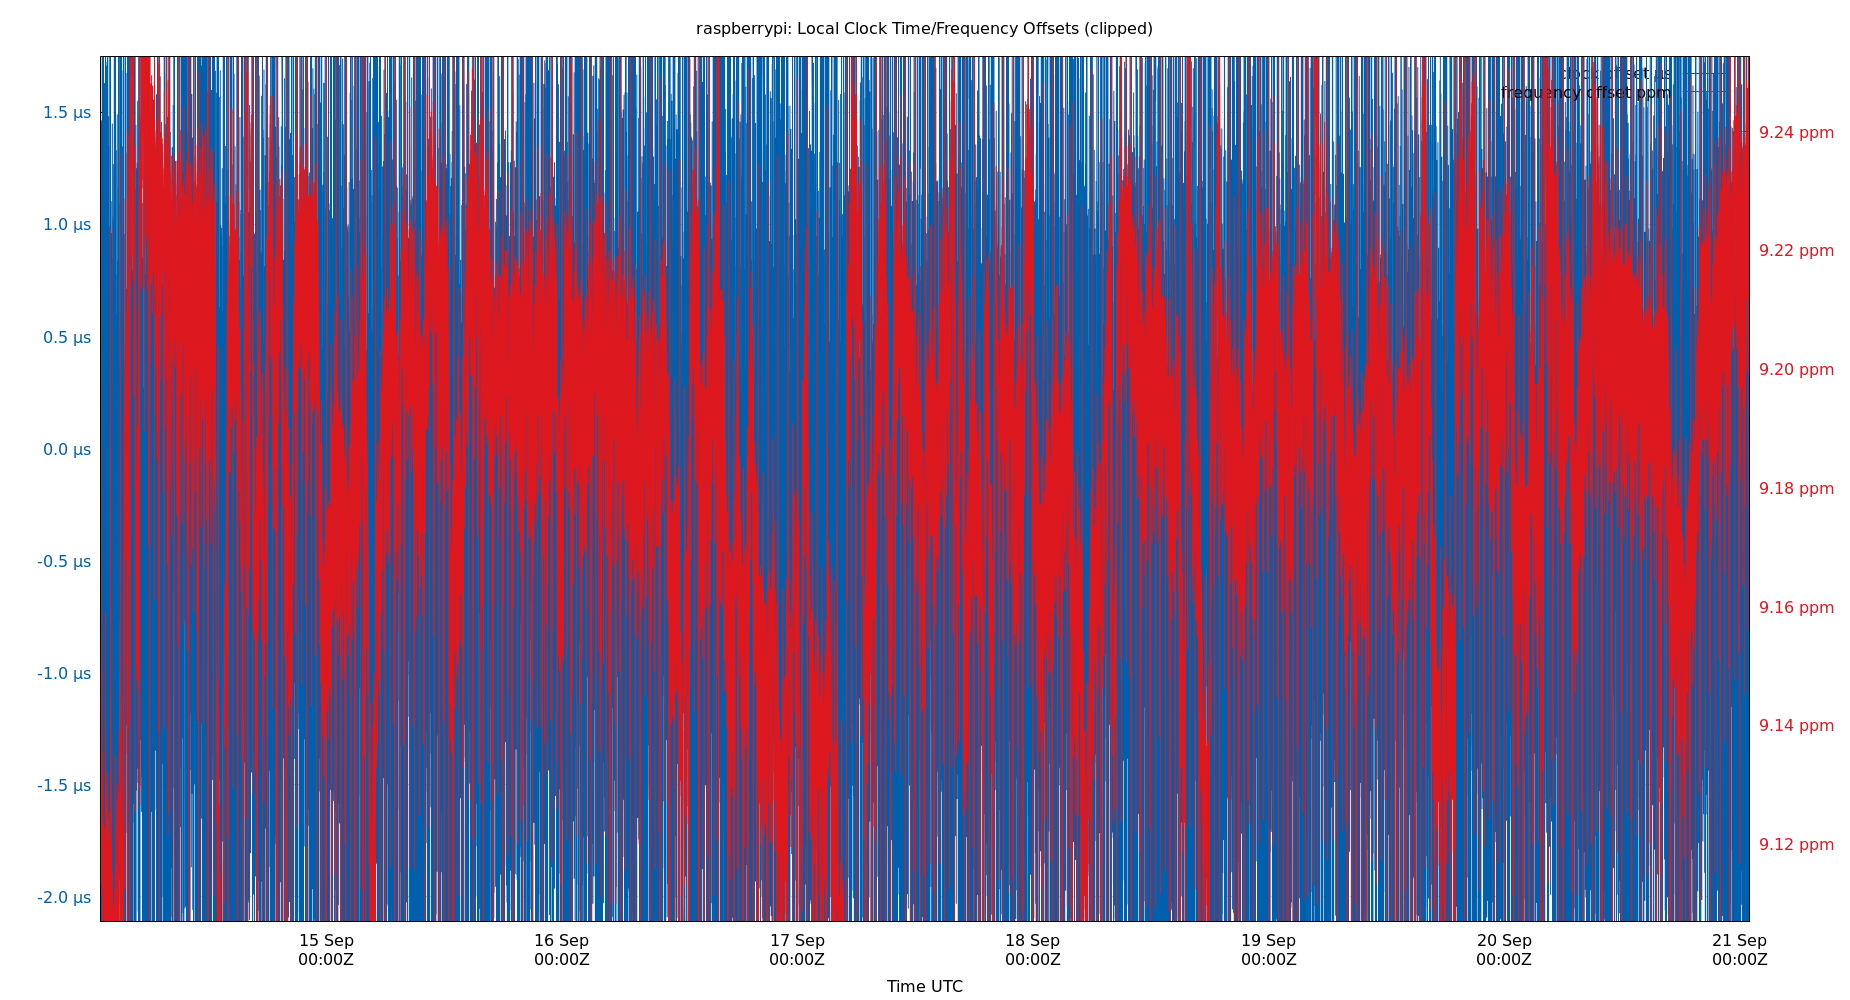 raspberrypi: Local Clock Time/Frequency Offsets (clipped)
clock offset µs
frequency offset ppm
1.5 µs
1.0 µs
0.5 µs
0.0 µs
-0.5 µs
-1.0 µs
-1.5 µs
-2.0 µs
9.24 ppm
9.22 ppm
9.20 ppm
9.18 ppm
9.16 ppm
9.14 ppm
9.12 ppm
15 Sep
00:00Z
16 Sep
00:00Z
17 Sep
00:00Z
18 Sep
00:00Z
19 Sep
00:00Z
20 Sep
00:00Z
21 Sep
00:00Z
Time UTC